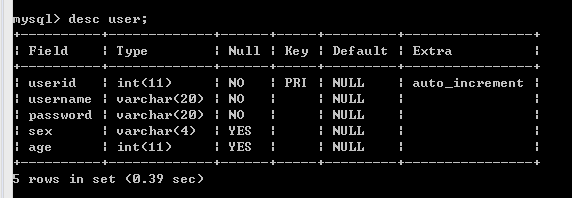 mysql> desc user;
+----------+-------------+------+-----+---------+----------------+
| Field    | Type        | Null | Key | Default | Extra          |
+----------+-------------+------+-----+---------+----------------+
| userid   | int(11)     | NO   | PRI | NULL    | auto_increment |
| username | varchar(20) | NO   |     | NULL    |                |
| password | varchar(20) | NO   |     | NULL    |                |
| sex      | varchar(4)  | YES  |     | NULL    |                |
| age      | int(11)     | YES  |     | NULL    |                |
+----------+-------------+------+-----+---------+----------------+
5 rows in set (0.39 sec)